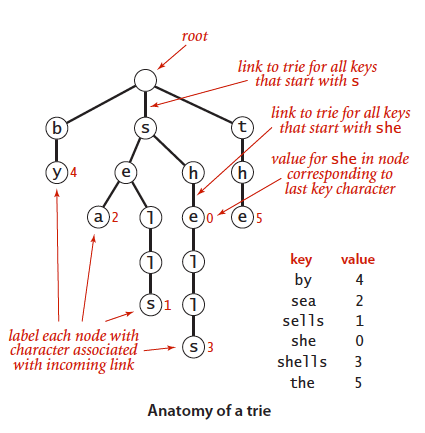 root
link to trie for all keys
that start with s
link to trie for all keys
that start with she
b
s
t
value for she in node
corresponding to
last key character
y 4
e
h
h
a 2
l
e 0
e 5
l
l
key value
by 4
sea 2
s 1
l
sells 1
she 0
label each node with
character associated
with incoming link
s 3
shells 3
the 5
Anatomy of a trie